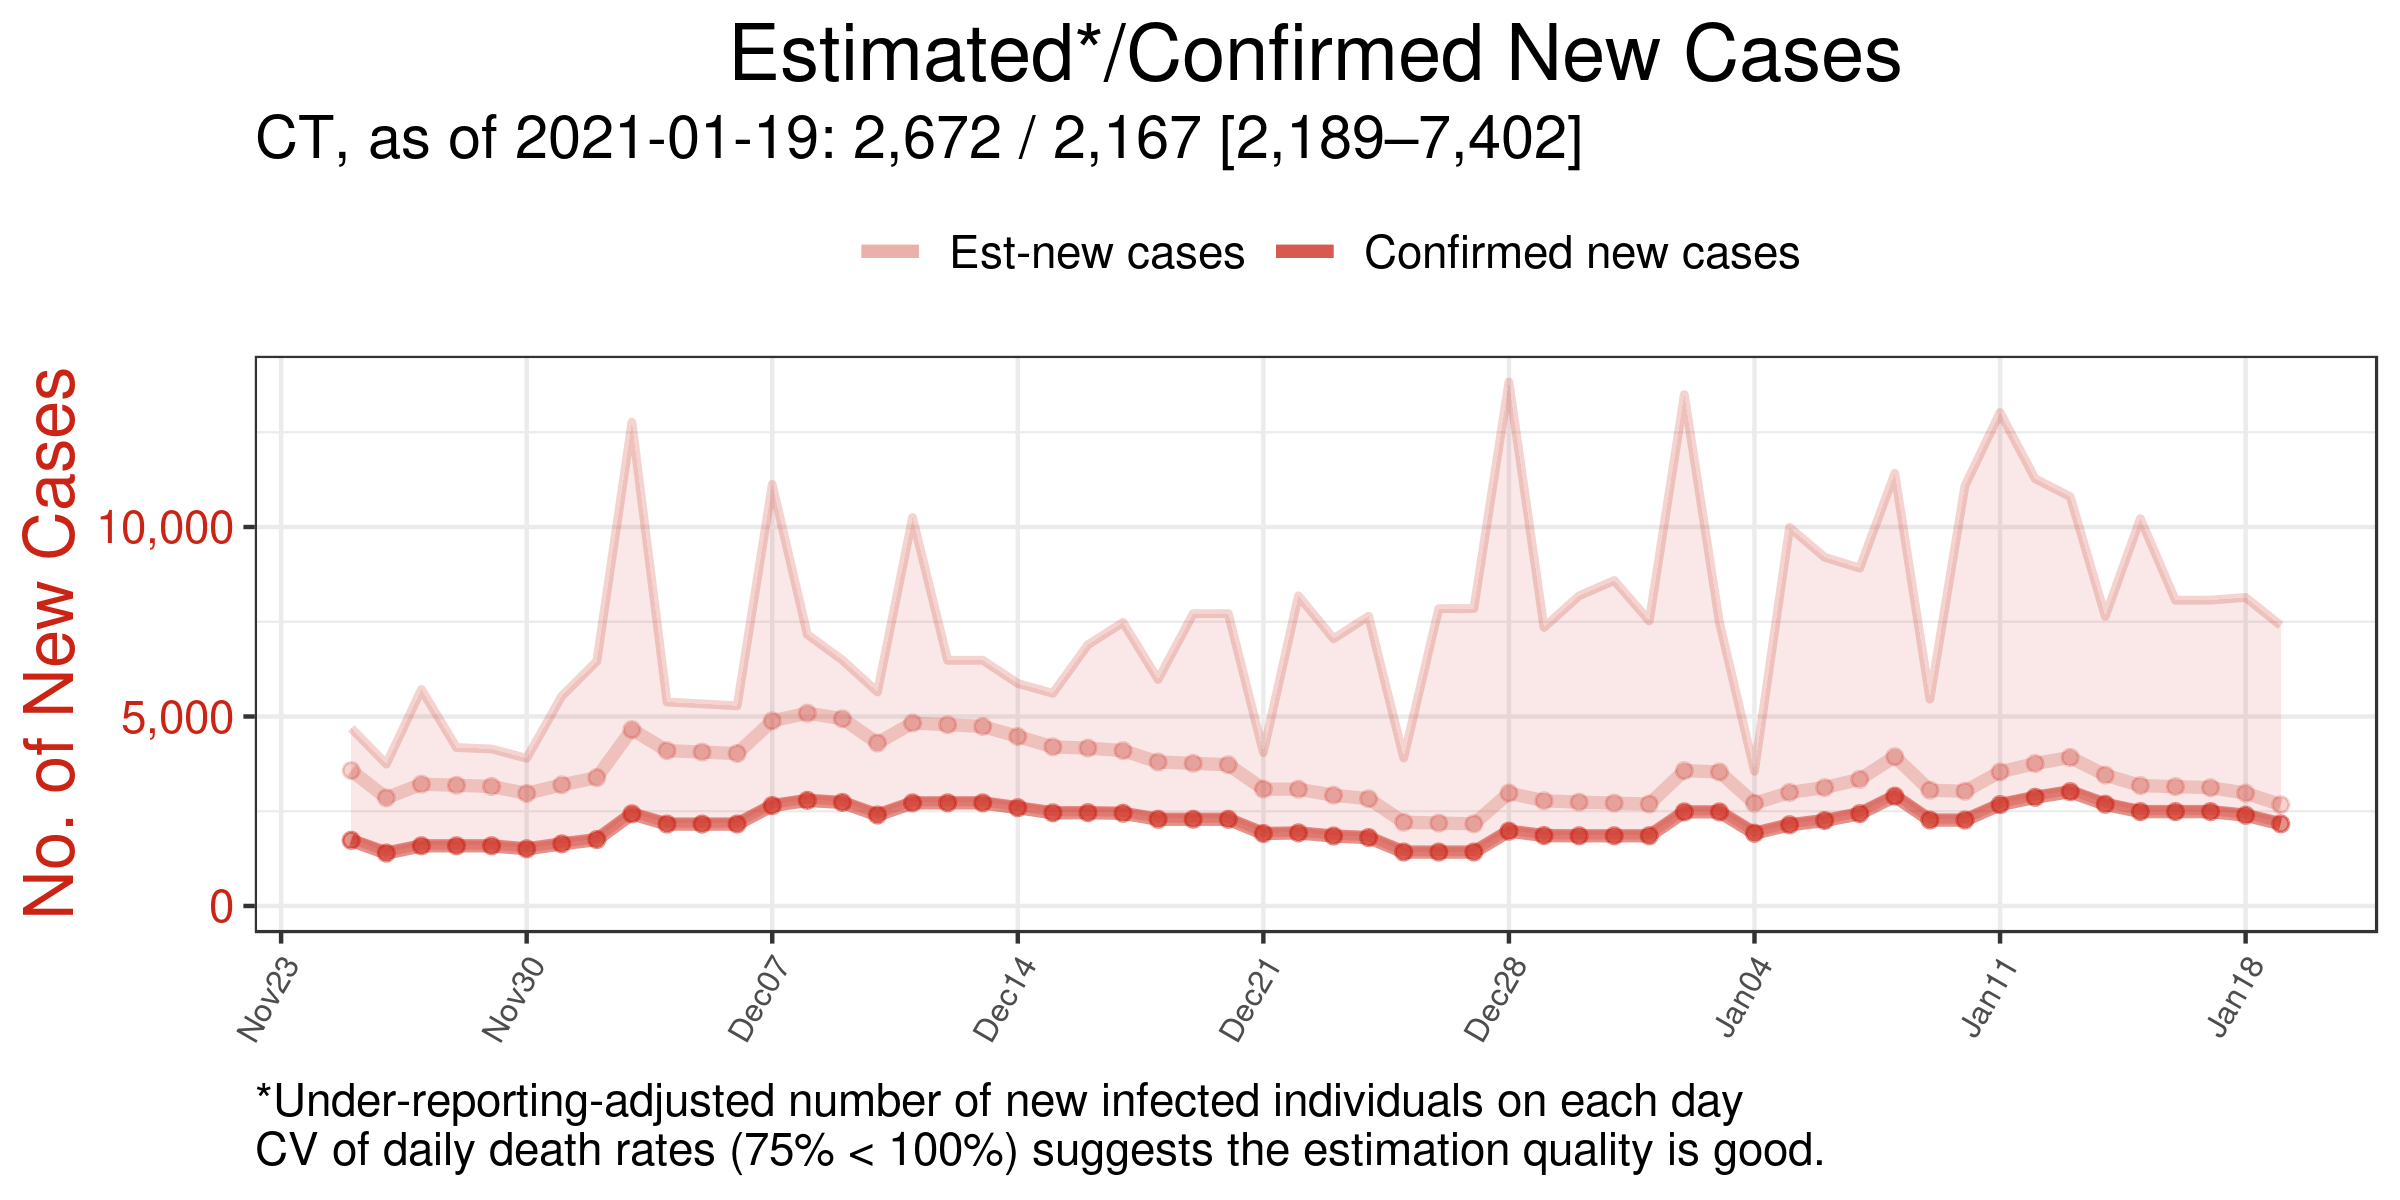 Estimated*/Confirmed New Cases
CT, as of 2021-01-19: 2,672 / 2,167 [2,189–7,402]
Est-new cases
Confirmed new cases
No. of New Cases
10,000
5,000
0
Nov23
Nov30
Dec07
Dec14
Dec21
Dec28
Jan04
Jan11
Jan18
*Under-reporting-adjusted number of new infected individuals on each day
CV of daily death rates (75% < 100%) suggests the estimation quality is good.